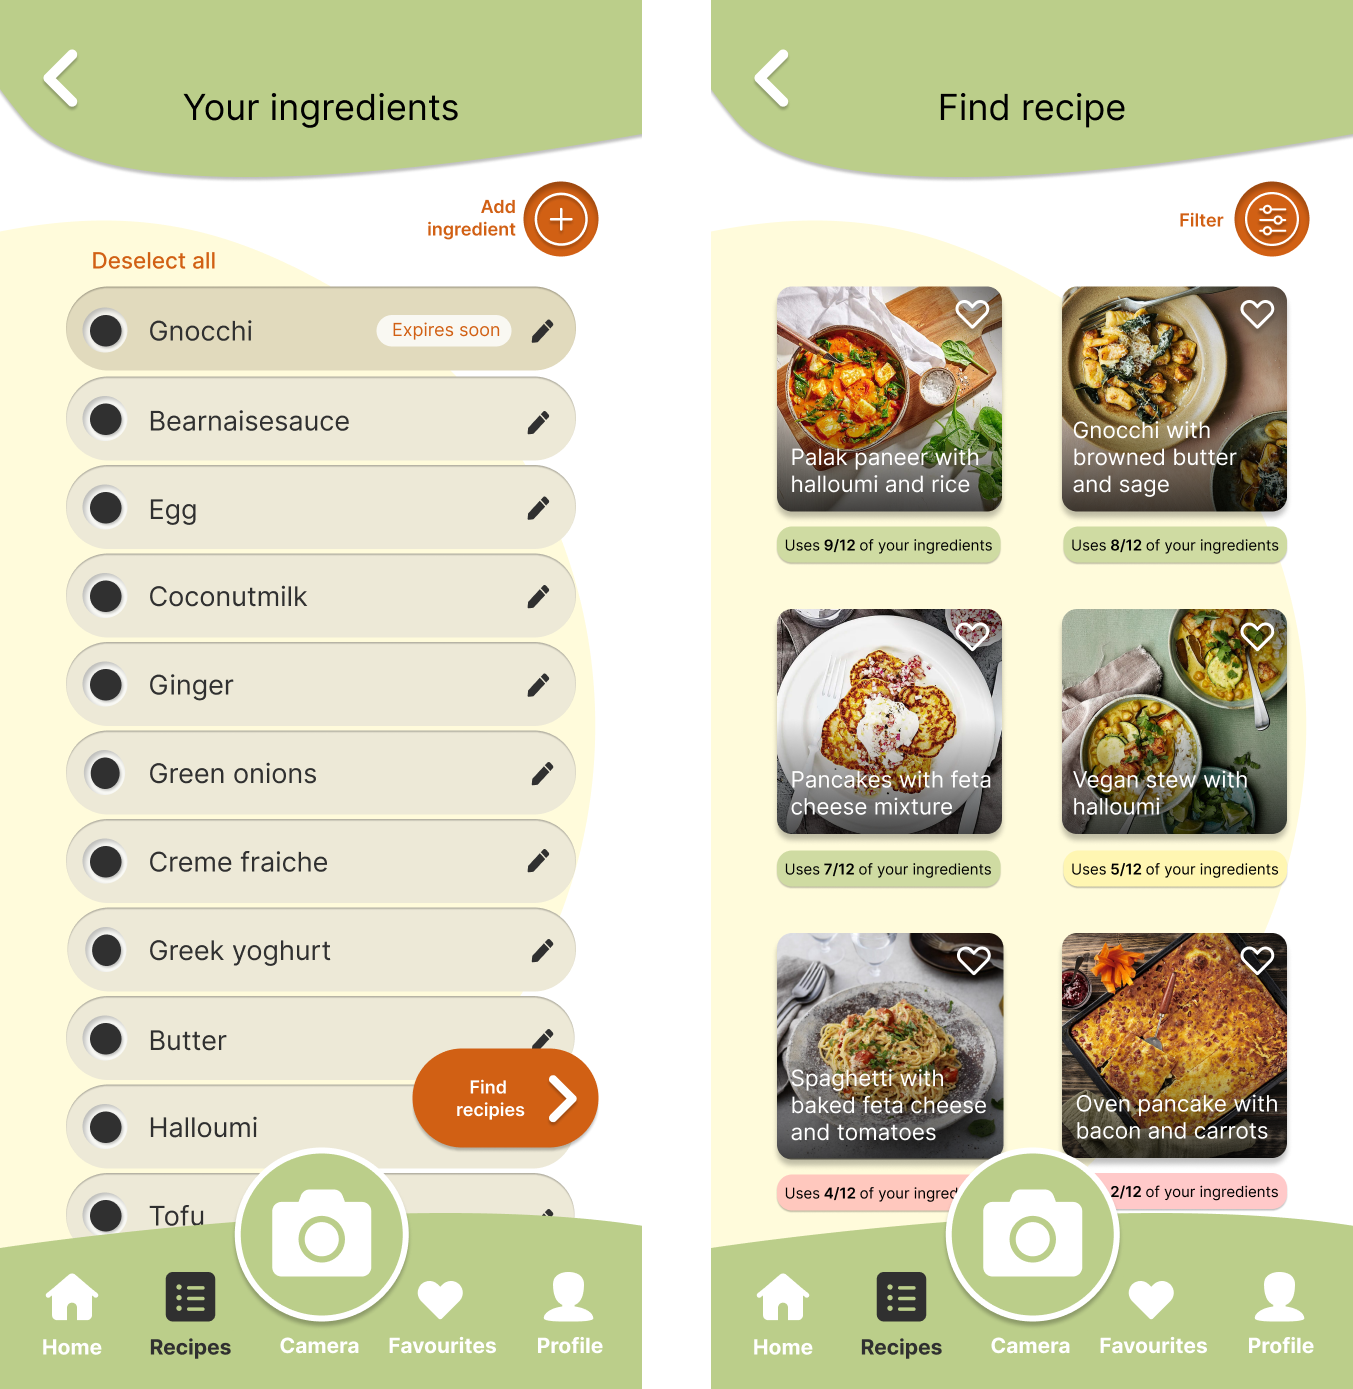 Your ingredients
Add
ingredient
Deselect all
Gnocchi
Expires soon
Bearnaisesauce
Egg
Coconutmilk
Ginger
Green onions
Creme fraiche
Greek yoghurt
Butter
Find
recipies
Halloumi
Tofu
Home
Recipes
Camera
Favourites
Profile
Find recipe
Filter
Palak paneer with
halloumi and rice
Uses 9/12 of your ingredients
Gnocchi with
browned butter
and sage
Uses 8/12 of your ingredients
Pancakes with feta
cheese mixture
Uses 7/12 of your ingredients
Vegan stew with
halloumi
Uses 5/12 of your ingredients
Spaghetti with
baked feta cheese
and tomatoes
Uses 4/12 of your ingred
Oven pancake with
bacon and carrots
2/12 of your ingredients
Home
Recipes
Camera
Favourites
Profile